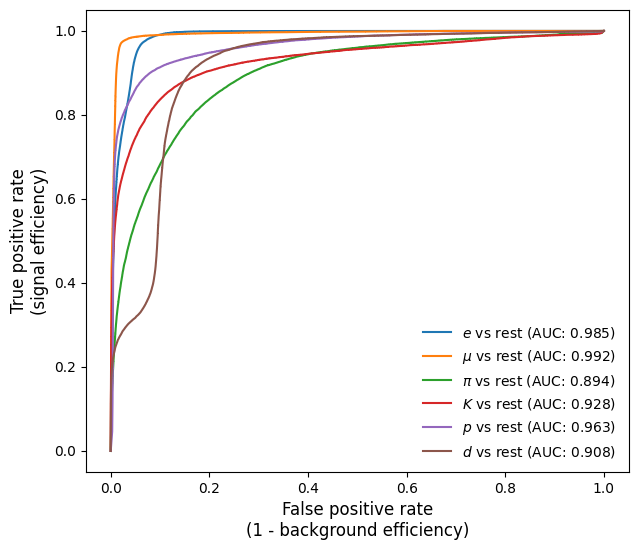 1.0
0.8
0.6
0.4
0.2
0.0
True positive rate
(signal efficiency)
e vs rest (AUC: 0.985)
μ vs rest (AUC: 0.992)
π vs rest (AUC: 0.894)
K vs rest (AUC: 0.928)
p vs rest (AUC: 0.963)
d vs rest (AUC: 0.908)
0.0 0.2 0.4 0.6 0.8 1.0
False positive rate
(1 - background efficiency)